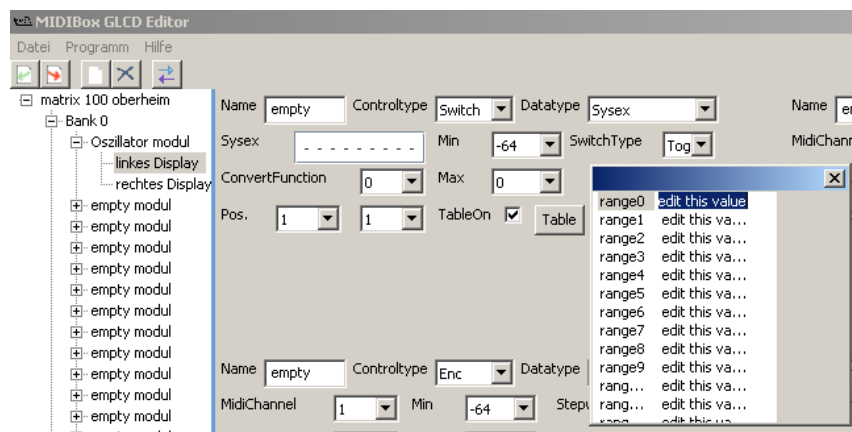 MIDIBox GLCD Editor
Datei Programm Hilfe
matrix 100 oberheim
Bank 0
Oszillator modul
linkes Display
rechtes Display
empty modul
empty modul
empty modul
empty modul
empty modul
empty modul
empty modul
empty modul
empty modul
empty modul
empty modul
Name empty Controltype Switch Datatype Sysex Name
Sysex - - - - - - - - - Min -64 SwitchType Tog MidiChann
ConvertFunction 0 Max 0
Pos. 1 1 TableOn Table
range0 edit this value
range1 edit this va...
range2 edit this va...
range3 edit this va...
range4 edit this va...
range5 edit this va...
range6 edit this va...
range7 edit this va...
range8 edit this va...
range9 edit this va...
rang... edit this va...
rang... edit this va...
Name empty Controltype Enc Datatype
MidiChannel 1 Min -64